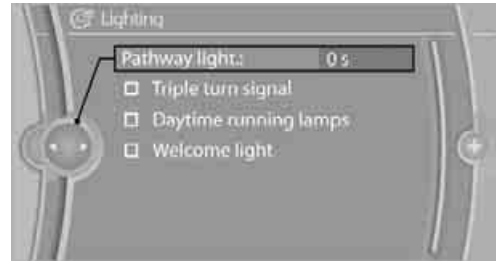 Lighting
Pathway light.: 0 s
Triple turn signal
Daytime running lamps
Welcome light